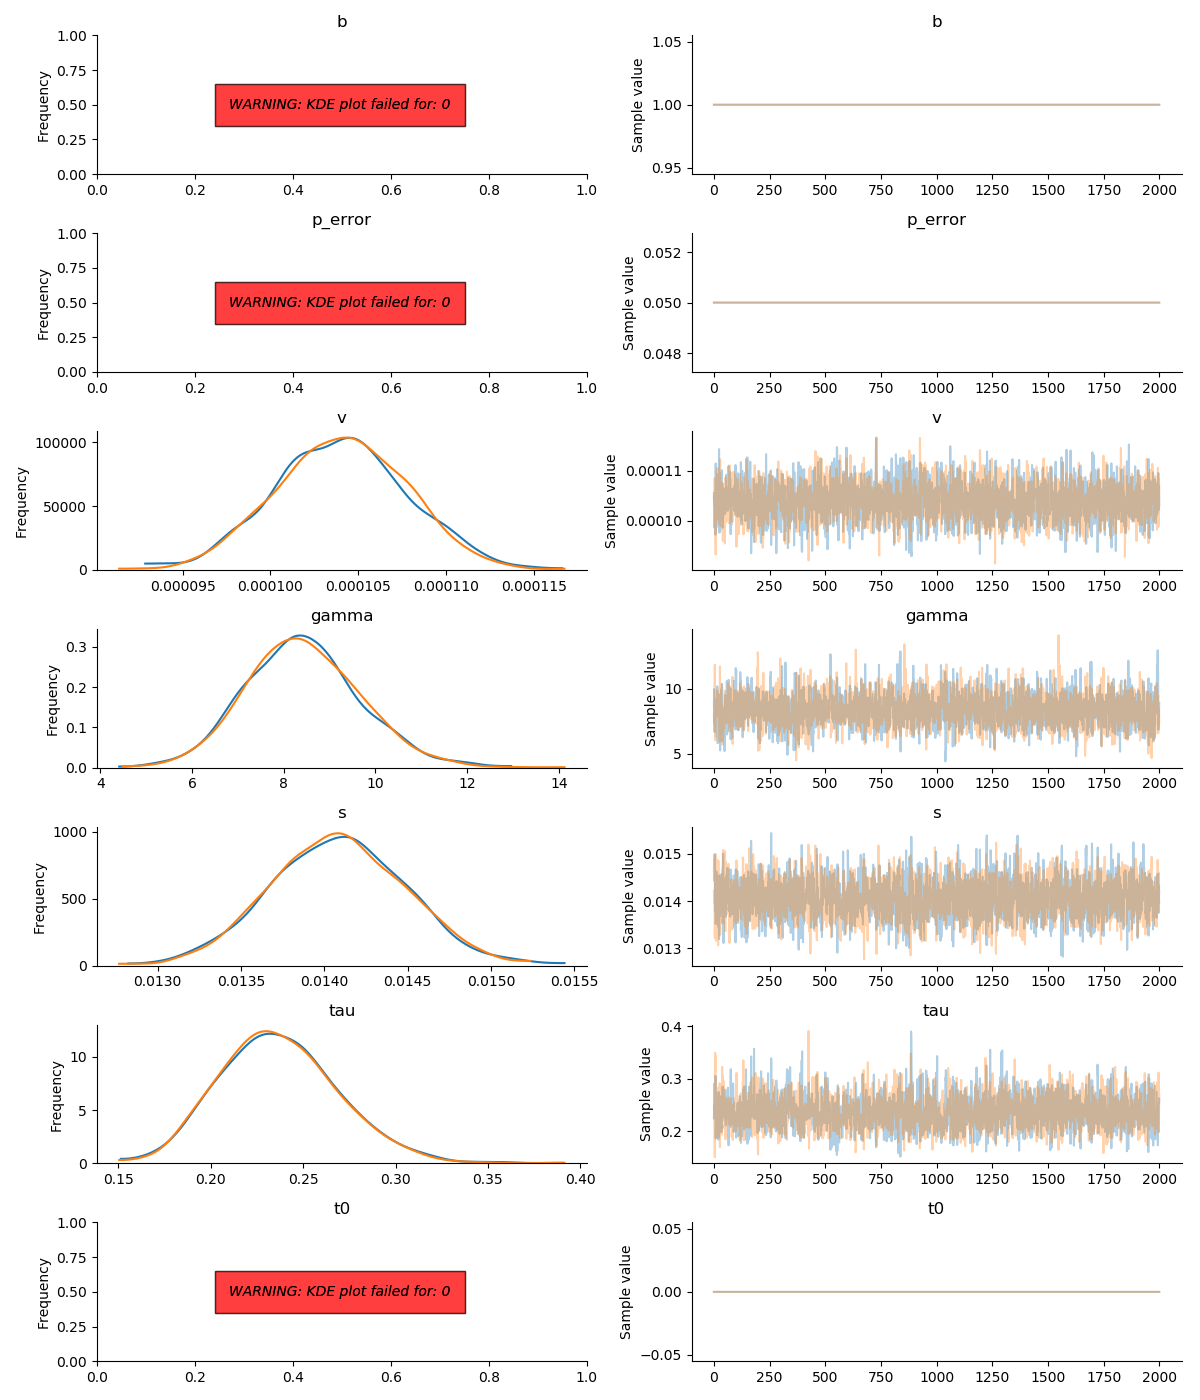 b
b
Frequency
1.00
0.75
0.50
0.25
0.00
WARNING: KDE plot failed for: 0
0.0 0.2 0.4 0.6 0.8 1.0
Sample value
1.05
1.00
0.95
0 250 500 750 1000 1250 1500 1750 2000
p_error
p_error
Frequency
1.00
0.75
0.50
0.25
0.00
WARNING: KDE plot failed for: 0
0.0 0.2 0.4 0.6 0.8 1.0
Sample value
0.052
0.050
0.048
0 250 500 750 1000 1250 1500 1750 2000
v
v
Frequency
100000
50000
0
0.000095 0.000100 0.000105 0.000110 0.000115
Sample value
0.00011
0.00010
0 250 500 750 1000 1250 1500 1750 2000
gamma
gamma
Frequency
0.3
0.2
0.1
0.0
4 6 8 10 12 14
Sample value
10
5
0 250 500 750 1000 1250 1500 1750 2000
s
s
Frequency
1000
500
0
0.0130 0.0135 0.0140 0.0145 0.0150 0.0155
Sample value
0.015
0.014
0.013
0 250 500 750 1000 1250 1500 1750 2000
tau
tau
Frequency
10
5
0
0.15 0.20 0.25 0.30 0.35 0.40
Sample value
0.4
0.3
0.2
0 250 500 750 1000 1250 1500 1750 2000
t0
t0
Frequency
1.00
0.75
0.50
0.25
0.00
WARNING: KDE plot failed for: 0
0.0 0.2 0.4 0.6 0.8 1.0
Sample value
0.05
0.00
−0.05
0 250 500 750 1000 1250 1500 1750 2000